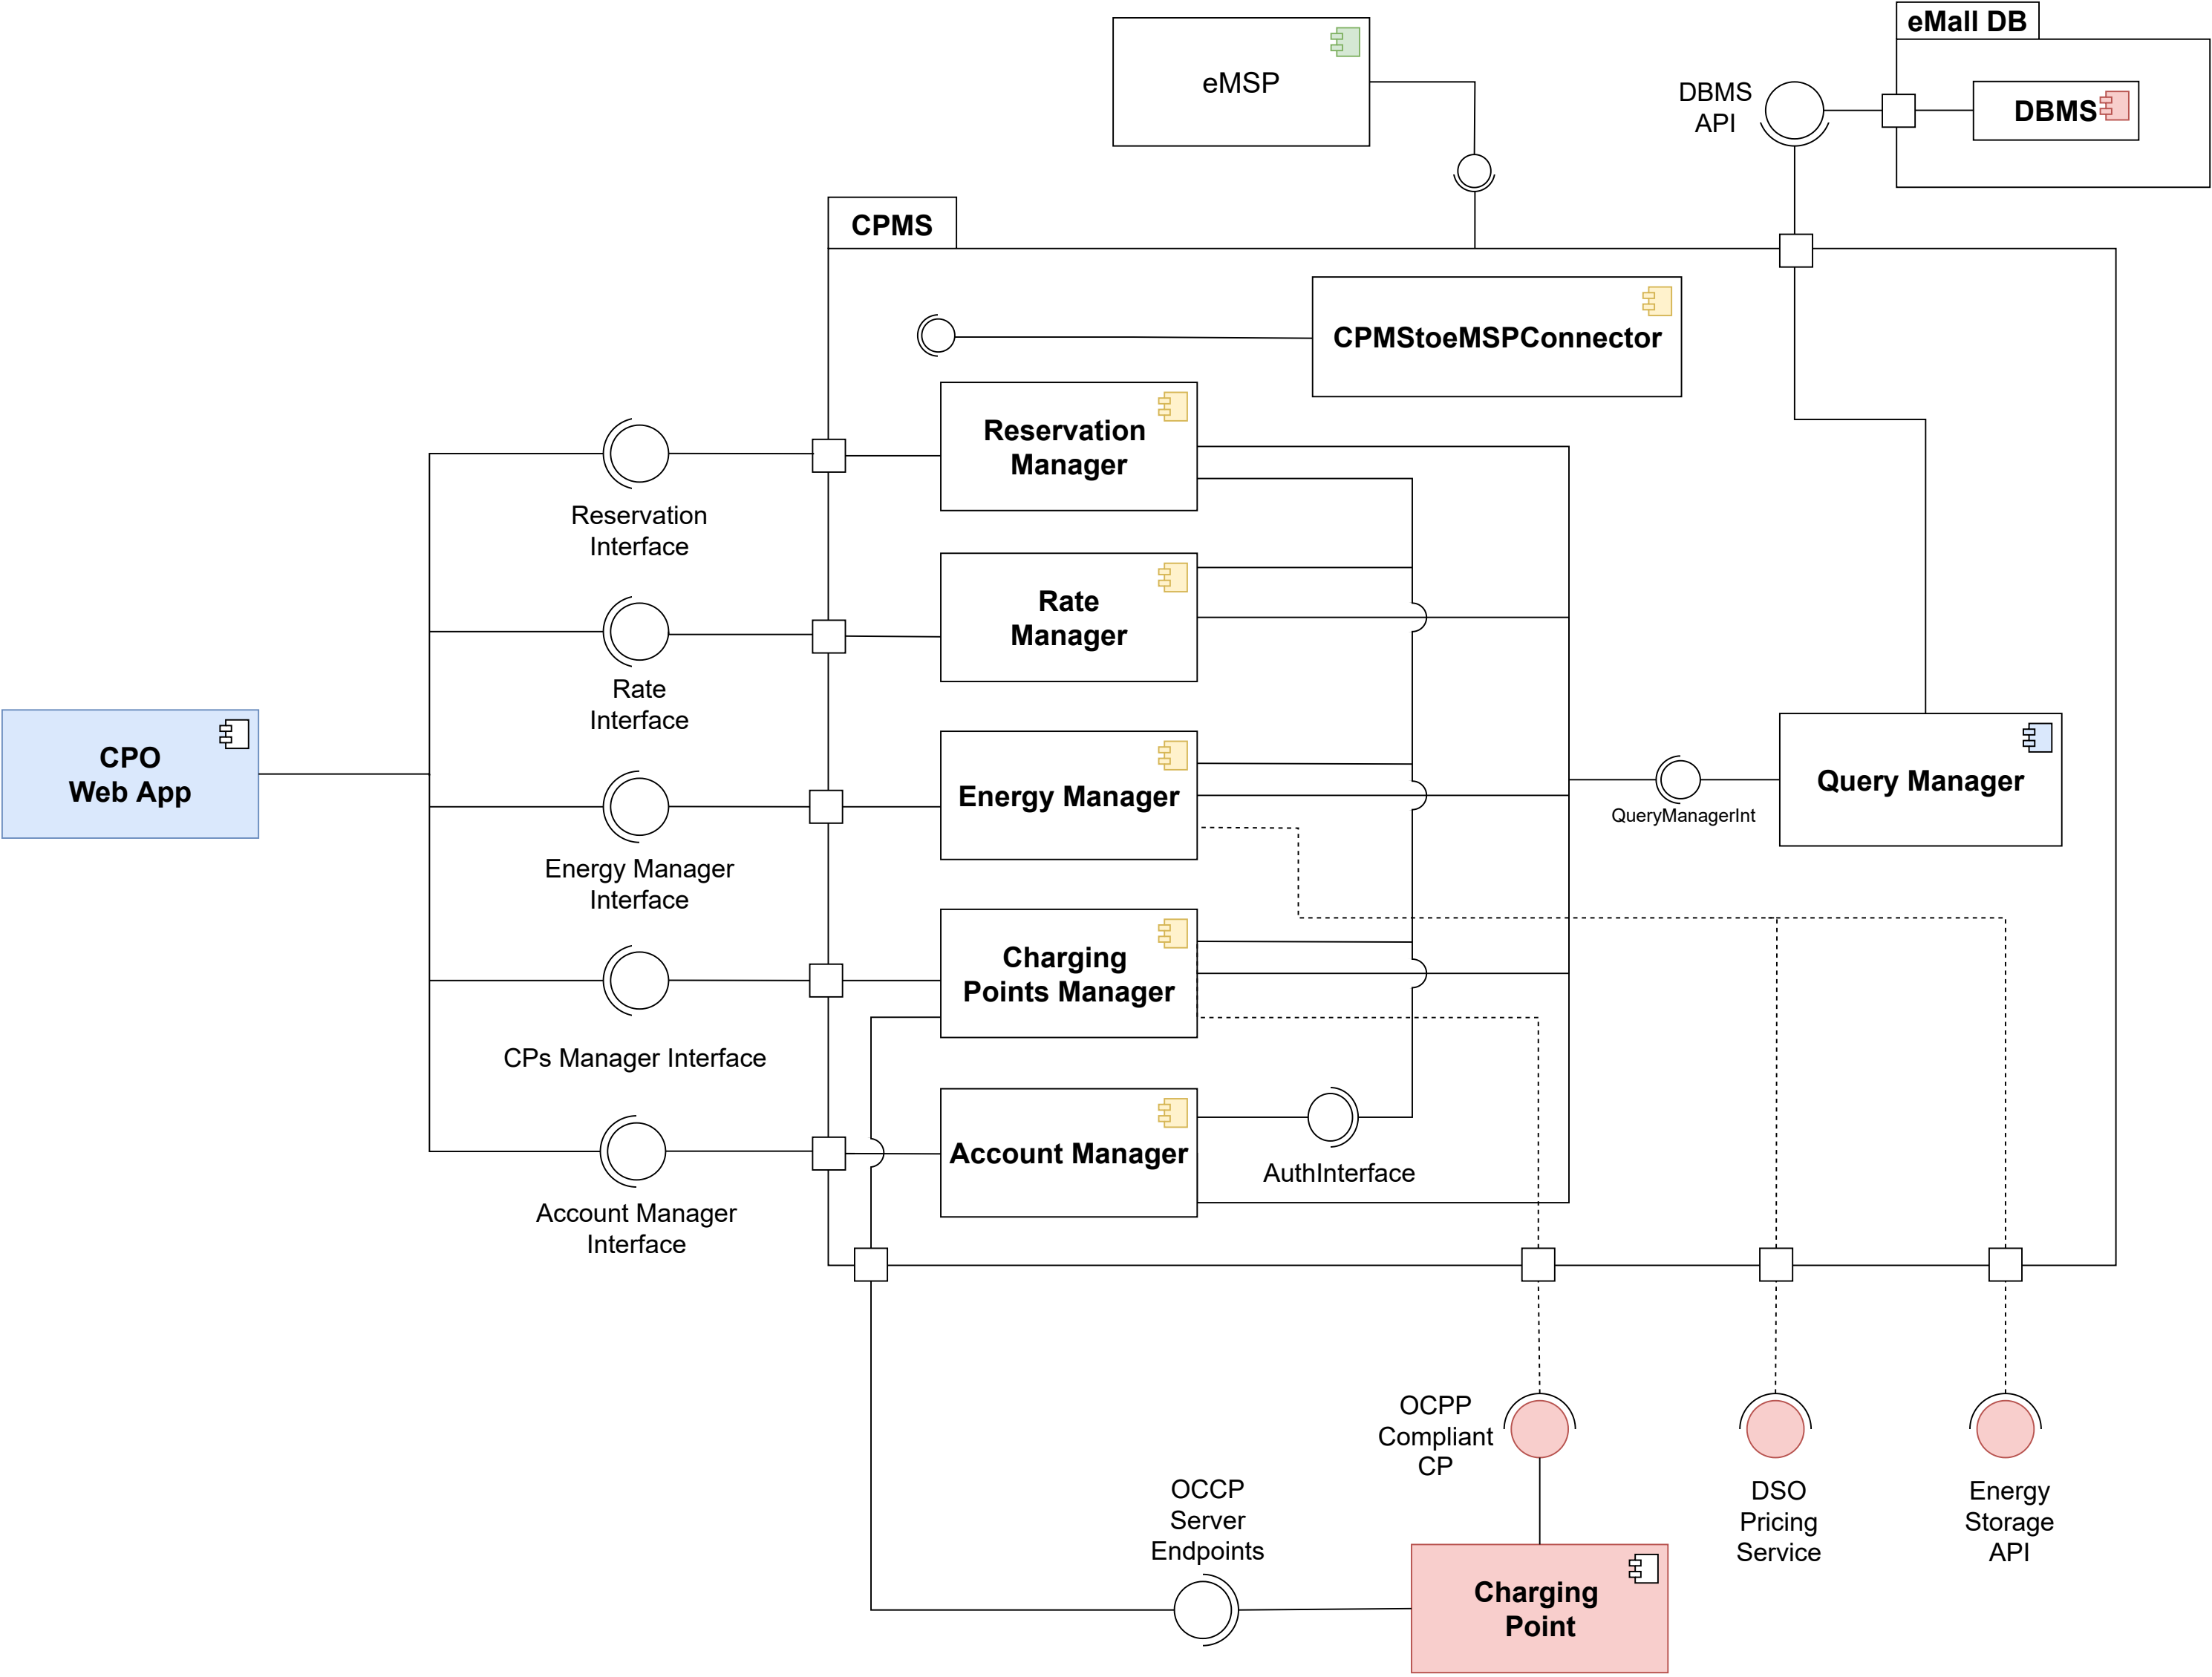 eMall DB
eMSP
DBMS
API
DBMS
CPMS
CPMStoeMSPConnector
Reservation
Manager
Reservation
Interface
Rate
Manager
Rate
Interface
CPO
Web App
Energy Manager
Query Manager
QueryManagerInt
Energy Manager
Interface
Charging
Points Manager
CPs Manager Interface
Account Manager
AuthInterface
Account Manager
Interface
OCPP
Compliant
CP
OCCP
Server
Endpoints
DSO
Pricing
Service
Energy
Storage
API
Charging
Point